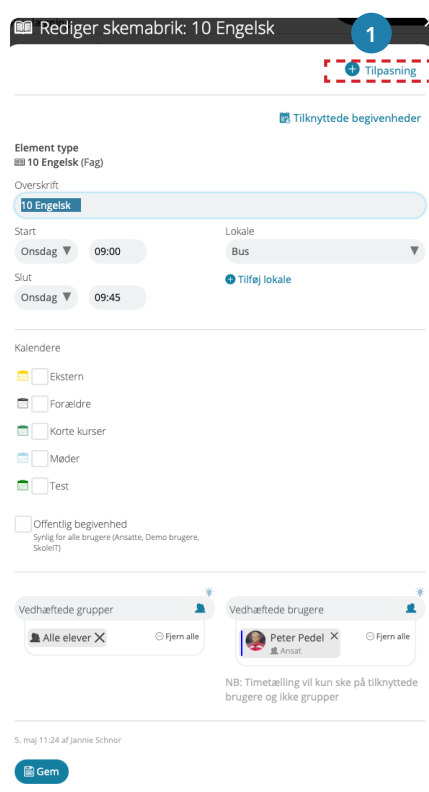 Rediger skemabrik: 10 Engelsk
1
Tilpasning
Tilknyttede begivenheder
Element type
10 Engelsk (Fag)
Overskrift
10 Engelsk
Start
Lokale
Onsdag ▼ 09:00
Bus ▼
Slut
Tilføj lokale
Onsdag ▼ 09:45
Kalendere
Ekstern
Forældre
Korte kurser
Møder
Test
Offentlig begivenhed
Synlig for alle brugere (Ansatte, Demo brugere,
SkoleIT)
Vedhæftede grupper
Alle elever X
Fjern alle
Vedhæftede brugere
Peter Pedel X
Ansat
Fjern alle
NB: Timetælling vil kun ske på tilknyttede
brugere og ikke grupper
5. maj 11:24 af Jannie Schnor
Gem